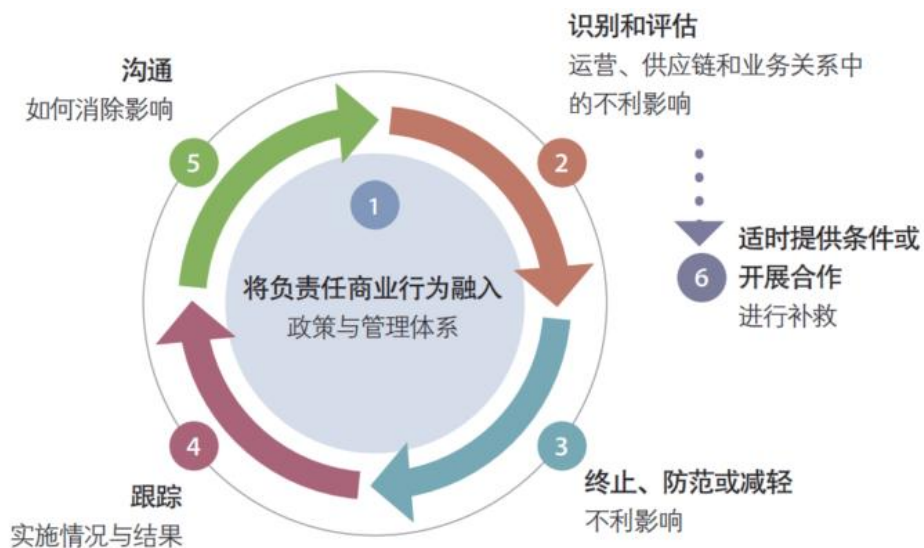 1
将负责任商业行为融入
政策与管理体系
2
识别和评估
运营、供应链和业务关系中
的不利影响
3
终止、防范或减轻
不利影响
4
跟踪
实施情况与结果
5
沟通
如何消除影响
6
适时提供条件或
开展合作
进行补救